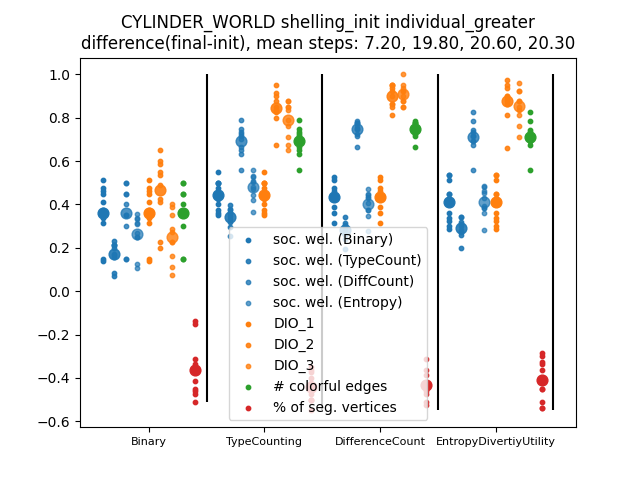 CYLINDER_WORLD shelling_init individual_greater
difference(final-init), mean steps: 7.20, 19.80, 20.60, 20.30
1.0
0.8
0.6
0.4
0.2
0.0
−0.2
−0.4
−0.6
soc. wel. (Binary)
soc. wel. (TypeCount)
soc. wel. (DiffCount)
soc. wel. (Entropy)
DIO_1
DIO_2
DIO_3
# colorful edges
% of seg. vertices
Binary
TypeCounting
DifferenceCount
EntropyDivertiyUtility